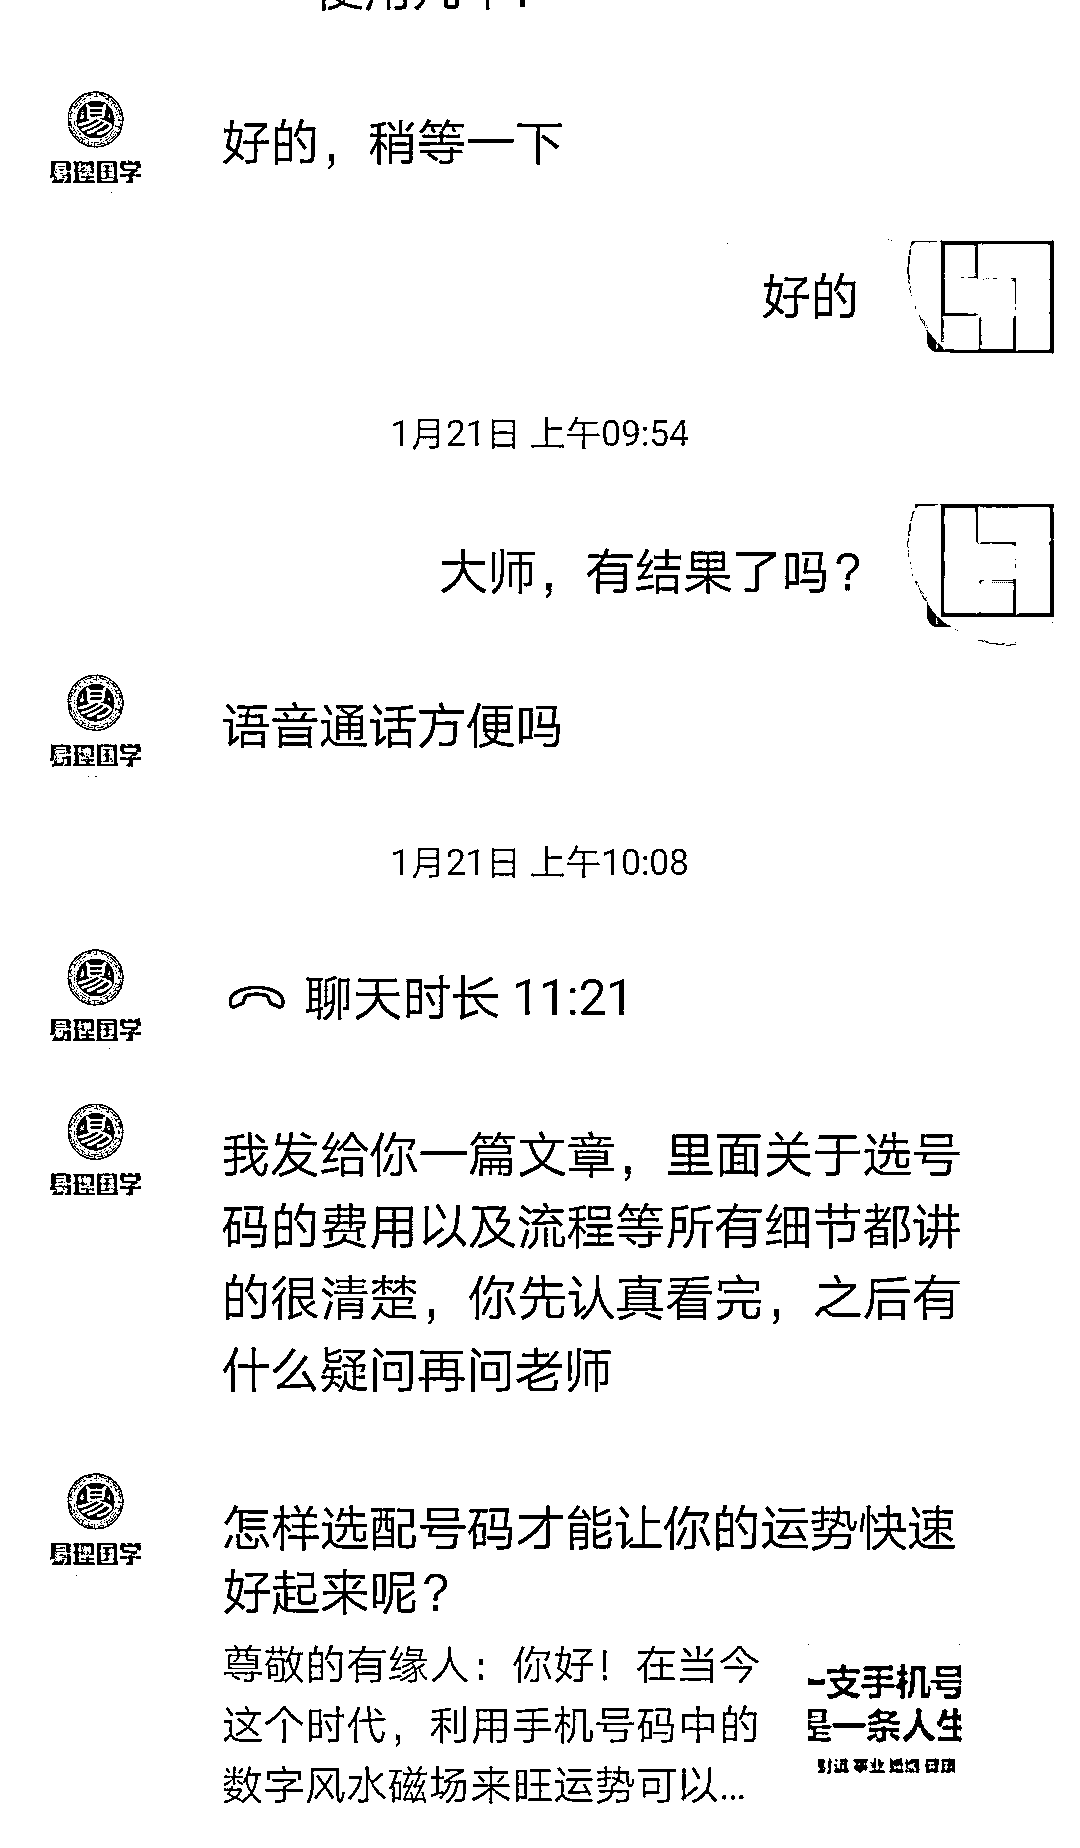 易理国学
好的，稍等一下
好的
1月21日 上午09:54
大师，有结果了吗？
易理国学
语音通话方便吗
1月21日 上午10:08
易理国学
聊天时长 11:21
易理国学
我发给你一篇文章，里面关于选号
码的费用以及流程等所有细节都讲
的很清楚，你先认真看完，之后有
什么疑问再问老师
易理国学
怎样选配号码才能让你的运势快速
好起来呢？
尊敬的有缘人：你好！在当今
这个时代，利用手机号码中的
数字风水磁场来旺运势可以...
一支手机号
是一条人生